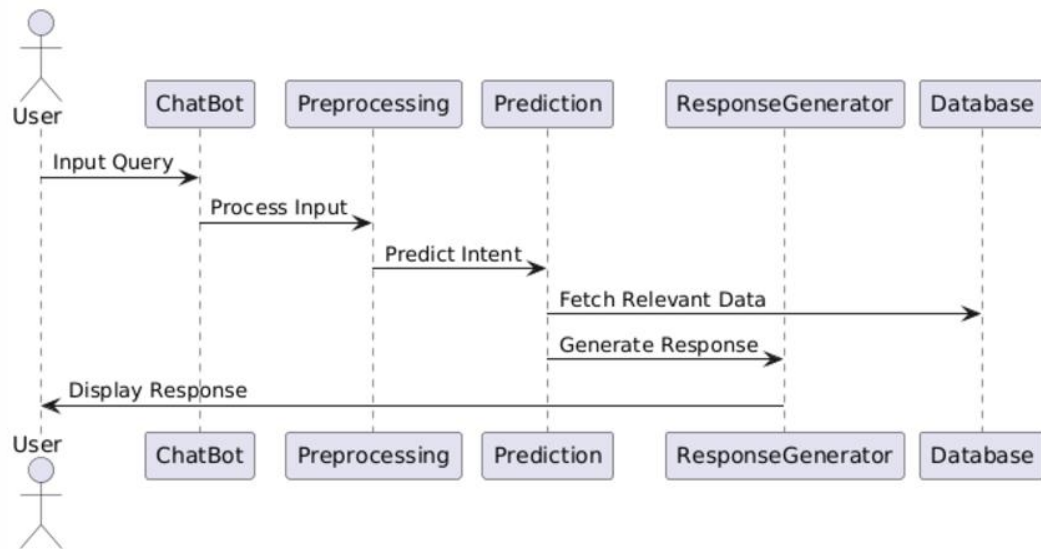 User
ChatBot Preprocessing Prediction ResponseGenerator Database
Input Query
Process Input
Predict Intent
Fetch Relevant Data
Generate Response
Display Response
User
ChatBot Preprocessing Prediction ResponseGenerator Database